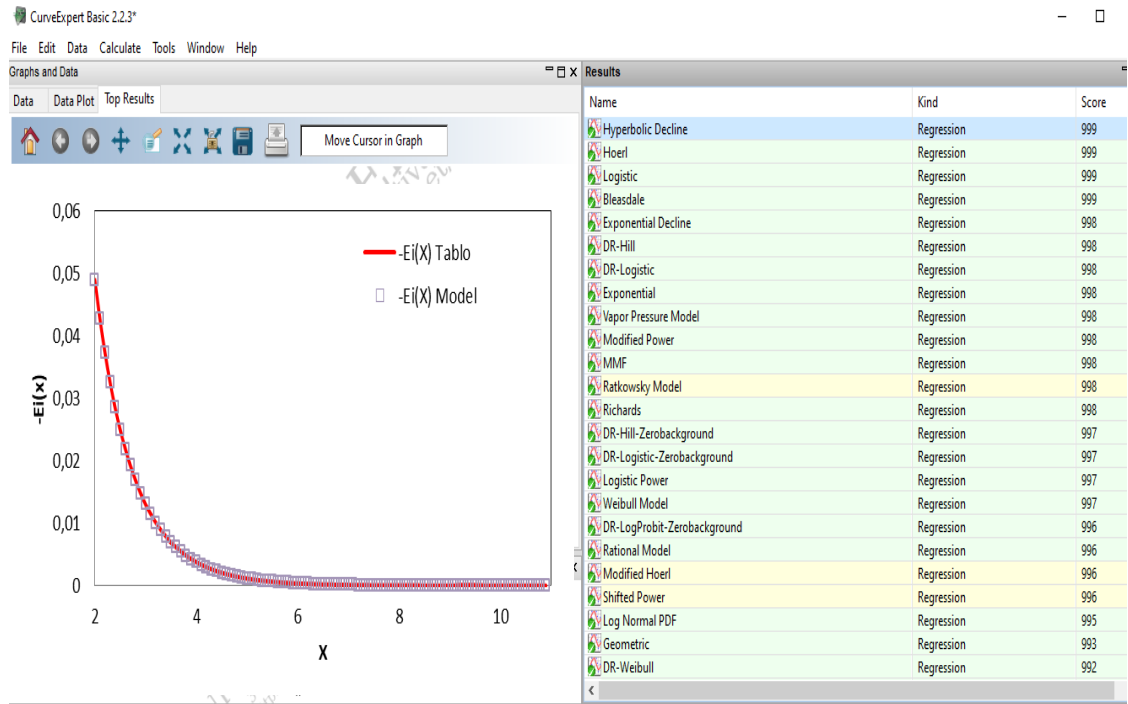 CurveExpert Basic 2.2.3*
File Edit Data Calculate Tools Window Help
Graphs and Data
Data Data Plot Top Results
Move Cursor in Graph
-Ei(X) Tablo
-Ei(X) Model
0,06
0,05
0,04
0,03
0,02
0,01
0
-Ei(x)
2 4 6 8 10
X
Results
Name Kind Score
Hyperbolic Decline Regression 999
Hoerl Regression 999
Logistic Regression 999
Bleasdale Regression 999
Exponential Decline Regression 998
DR-Hill Regression 998
DR-Logistic Regression 998
Exponential Regression 998
Vapor Pressure Model Regression 998
Modified Power Regression 998
MMF Regression 998
Ratkowsky Model Regression 998
Richards Regression 998
DR-Hill-Zerobackground Regression 997
DR-Logistic-Zerobackground Regression 997
Logistic Power Regression 997
Weibull Model Regression 997
DR-LogProbit-Zerobackground Regression 996
Rational Model Regression 996
Modified Hoerl Regression 996
Shifted Power Regression 996
Log Normal PDF Regression 995
Geometric Regression 993
DR-Weibull Regression 992